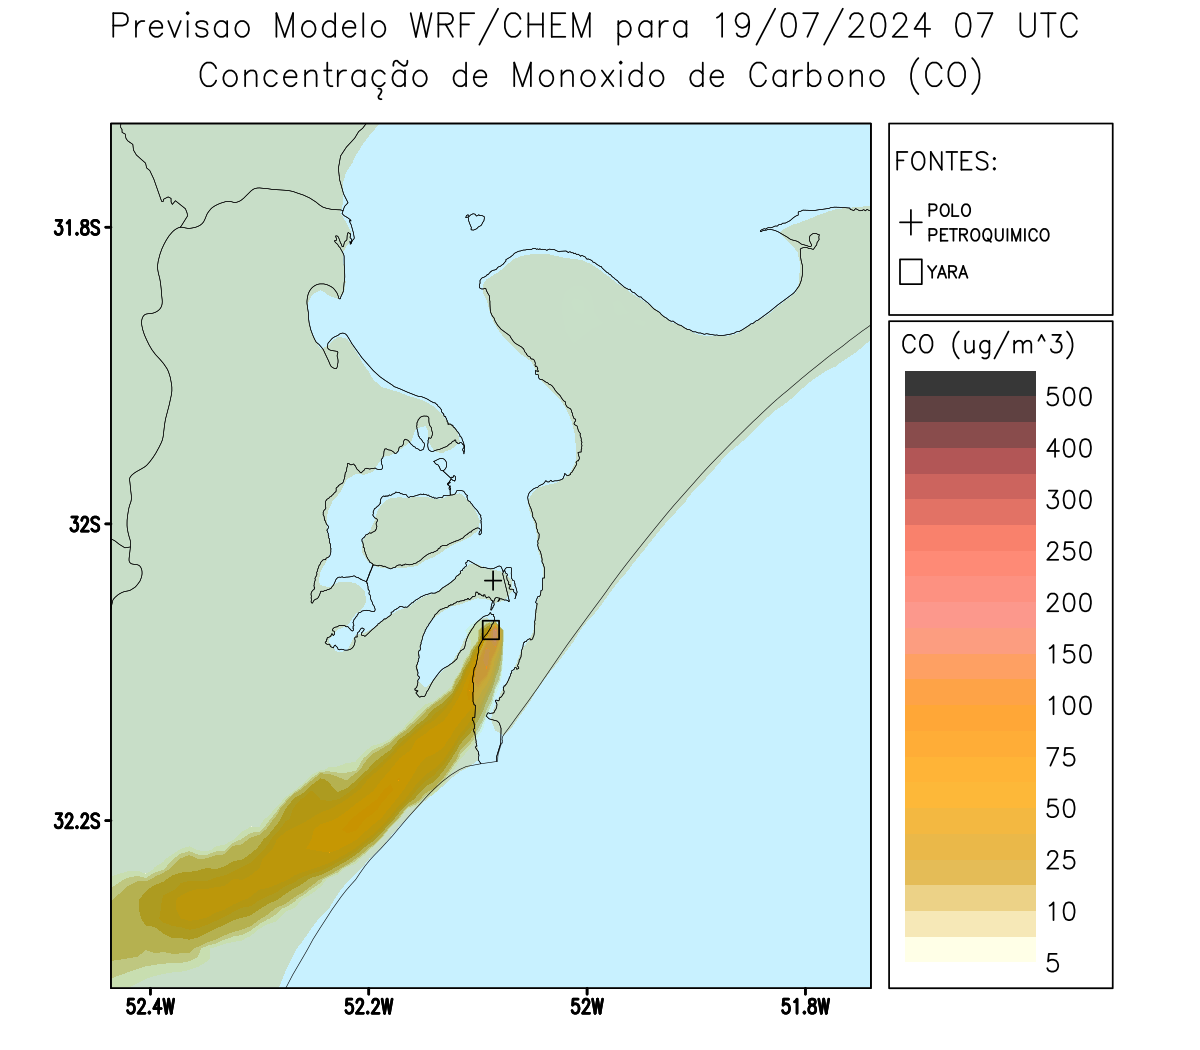 Previsao Modelo WRF/CHEM para 19/07/2024 07 UTC
Concentração de Monoxido de Carbono (CO)
FONTES:
POLO
PETROQUIMICO
YARA
CO (ug/m^3)
500
400
300
250
200
150
100
75
50
25
10
5
31.8S
32S
32.2S
52.4W
52.2W
52W
51.8W